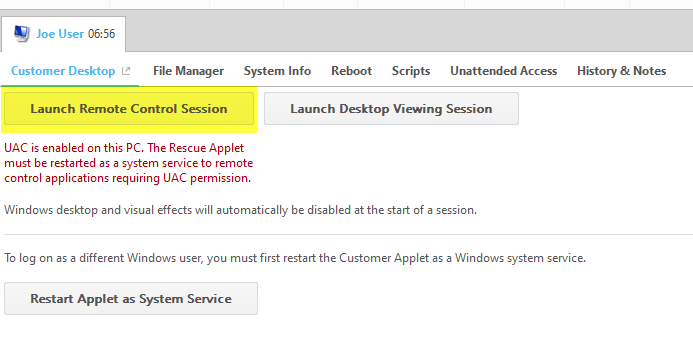 Joe User 06:56
Customer Desktop File Manager System Info Reboot Scripts Unattended Access History & Notes
Launch Remote Control Session Launch Desktop Viewing Session
UAC is enabled on this PC. The Rescue Applet
must be restarted as a system service to remote
control applications requiring UAC permission.
Windows desktop and visual effects will automatically be disabled at the start of a session.
To log on as a different Windows user, you must first restart the Customer Applet as a Windows system service.
Restart Applet as System Service